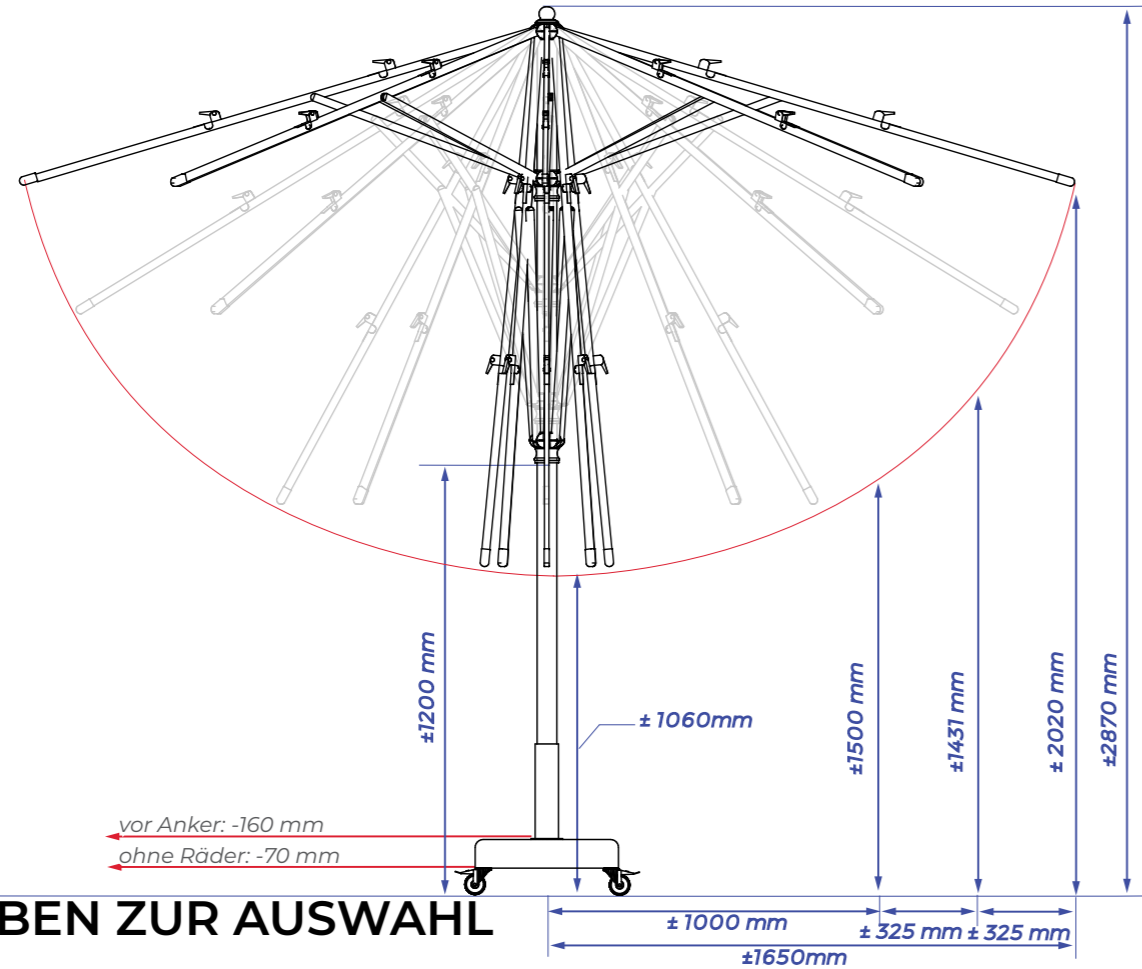 ±1200 mm
± 1060mm
±1500 mm
±1431 mm
± 2020 mm
±2870 mm
vor Anker: -160 mm
ohne Räder: -70 mm
BEN ZUR AUSWAHL
± 1000 mm
± 325 mm
± 325 mm
±1650mm